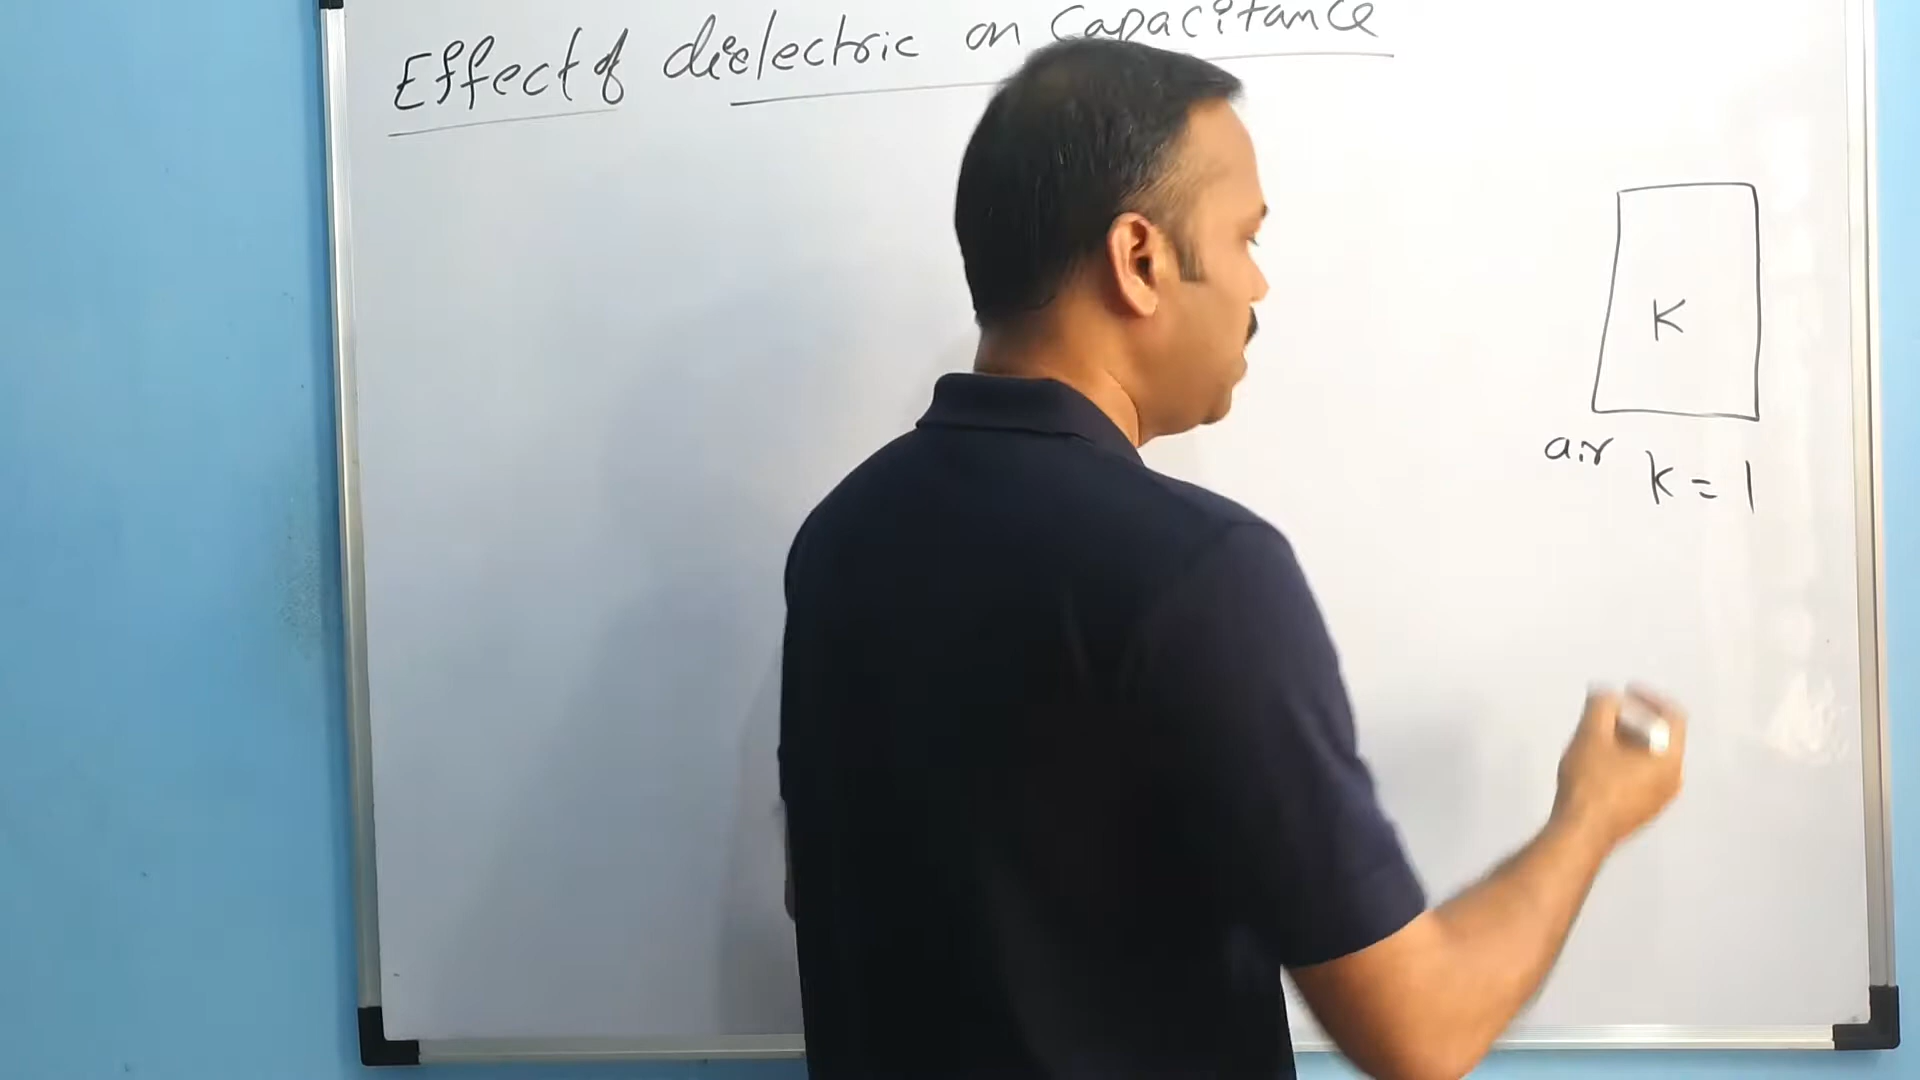 Effect of dielectric on Capacitance
K
air K = 1